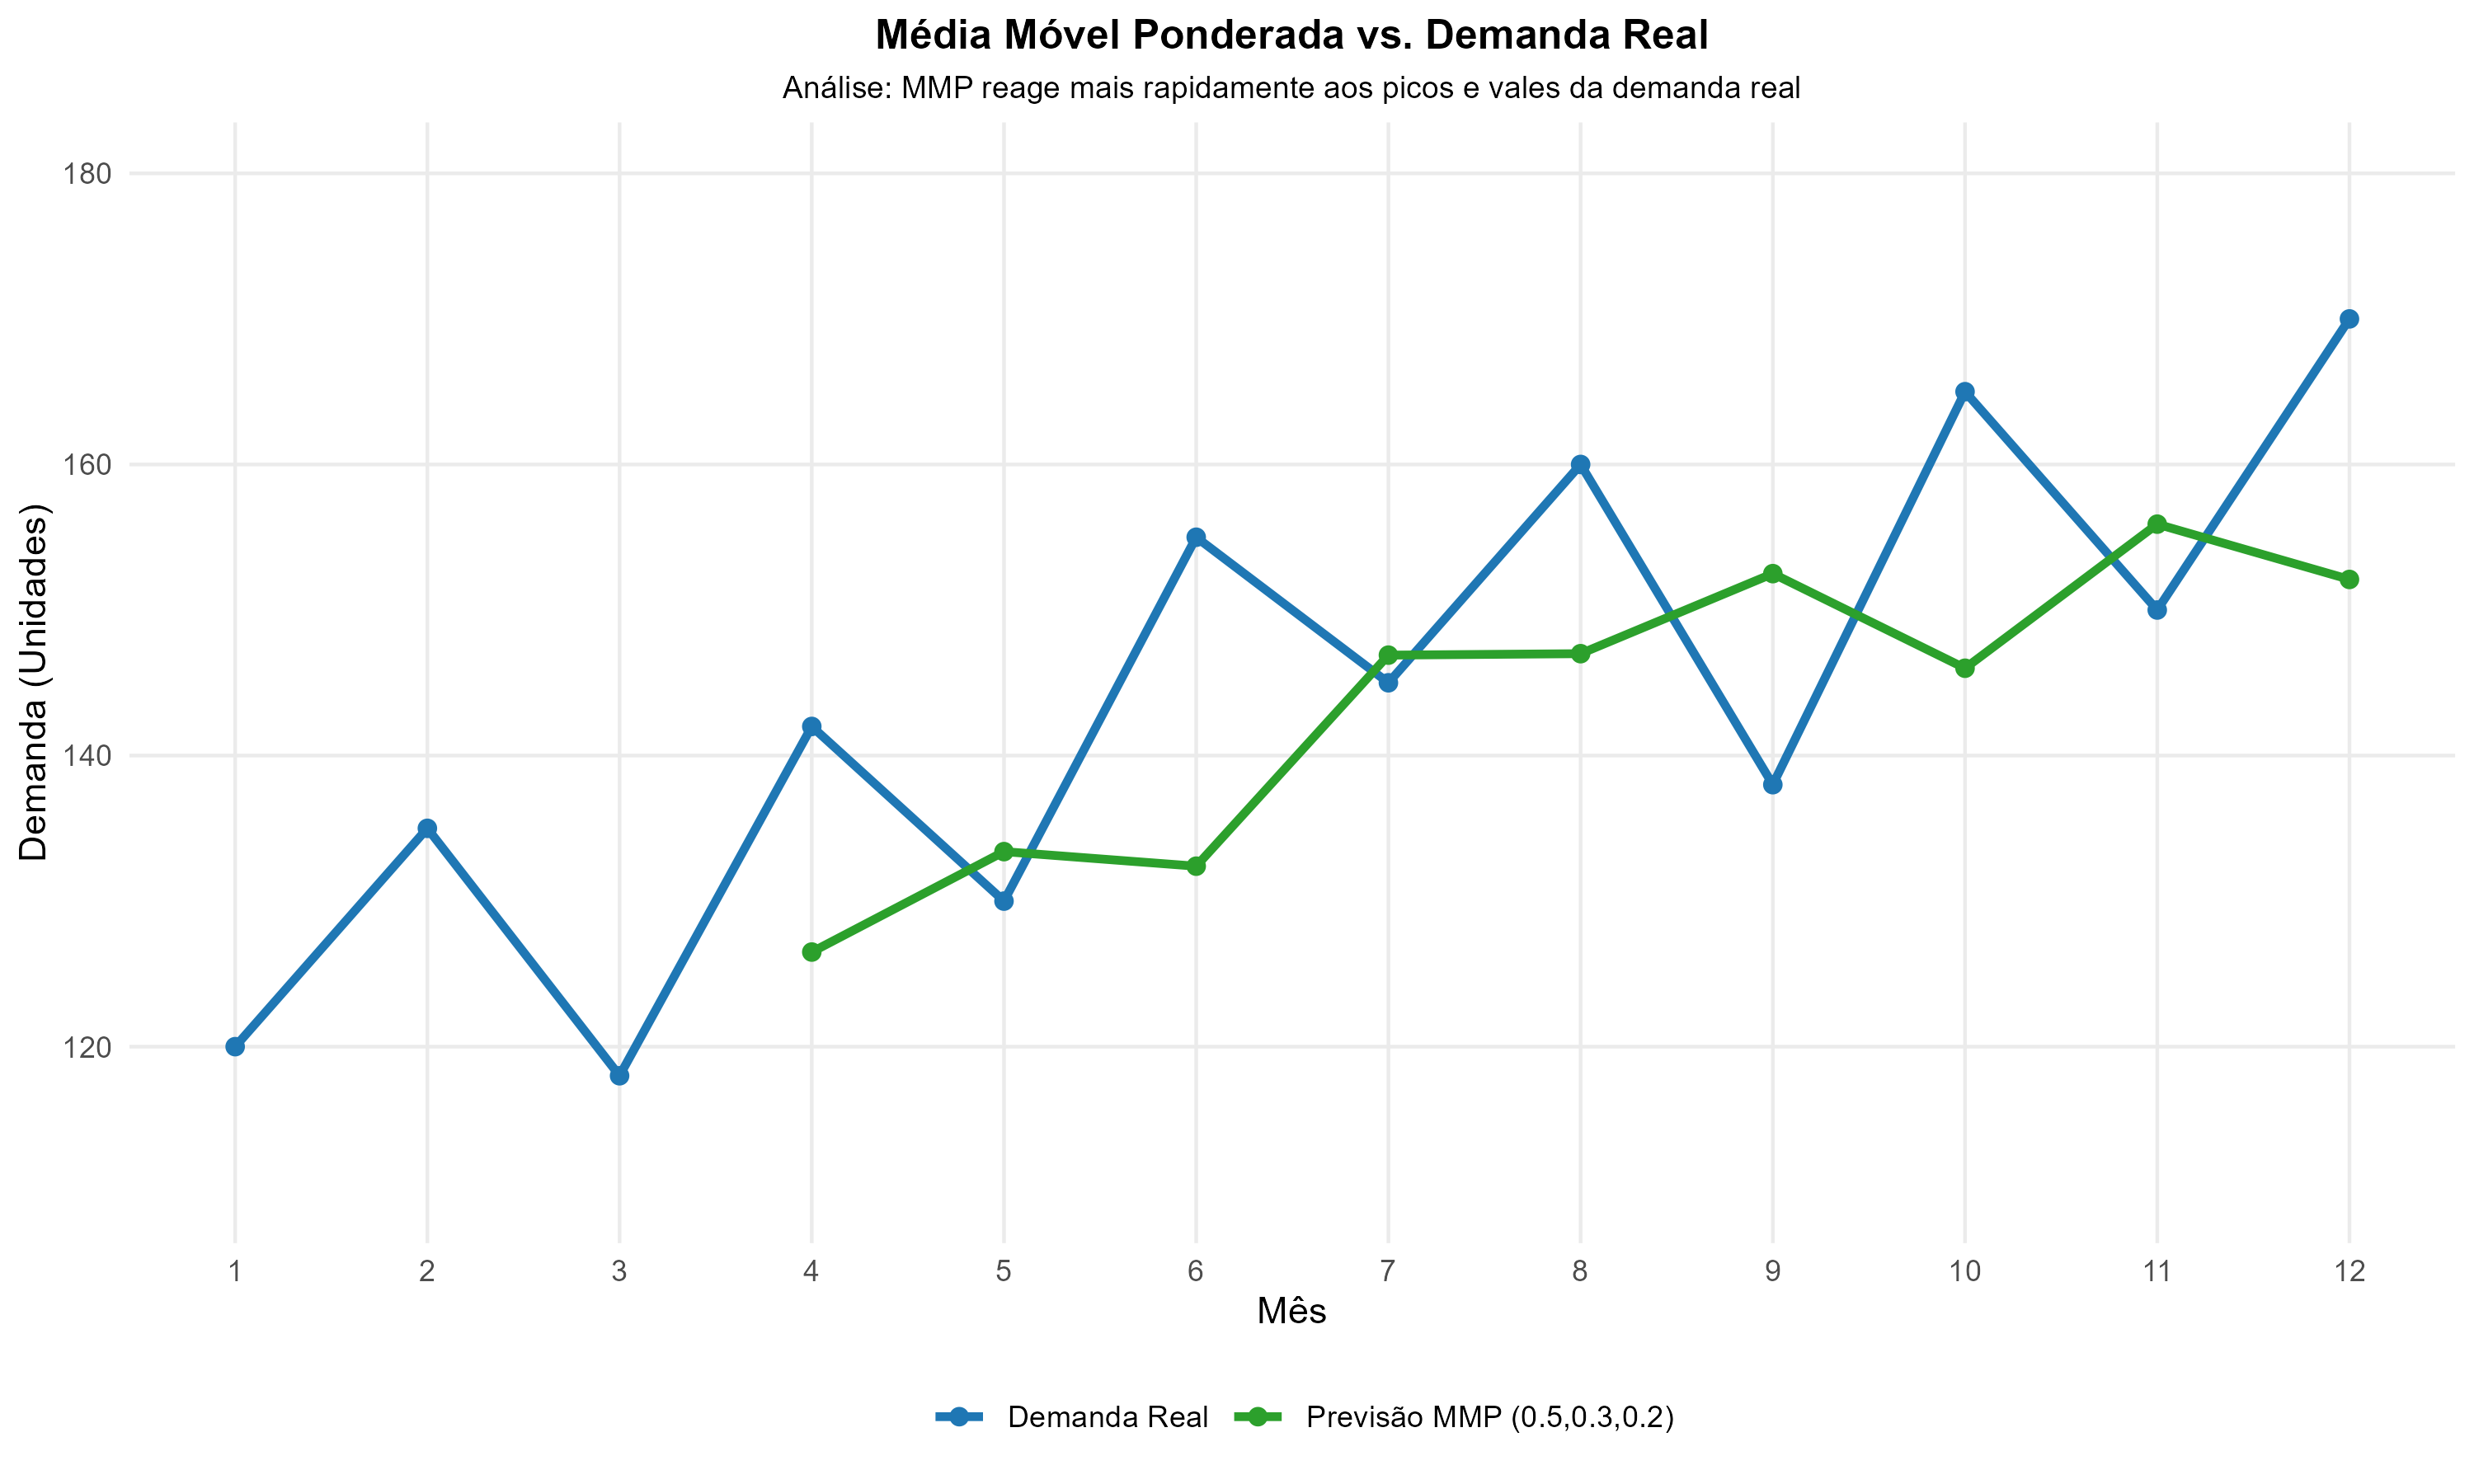 Média Móvel Ponderada vs. Demanda Real
Análise: MMP reage mais rapidamente aos picos e vales da demanda real
Demanda (Unidades)
180
160
140
120
1 2 3 4 5 6 7 8 9 10 11 12
Mês
Demanda Real Previsão MMP (0.5,0.3,0.2)